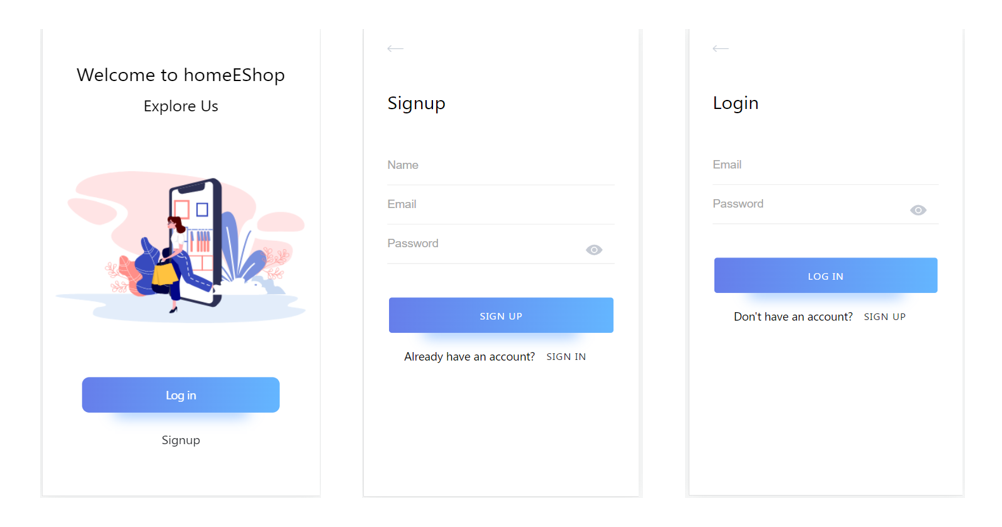 Welcome to homeEShop
Explore Us
Log in
Signup
Signup
Name
Email
Password
SIGN UP
Already have an account? SIGN IN
Login
Email
Password
LOG IN
Don't have an account? SIGN UP